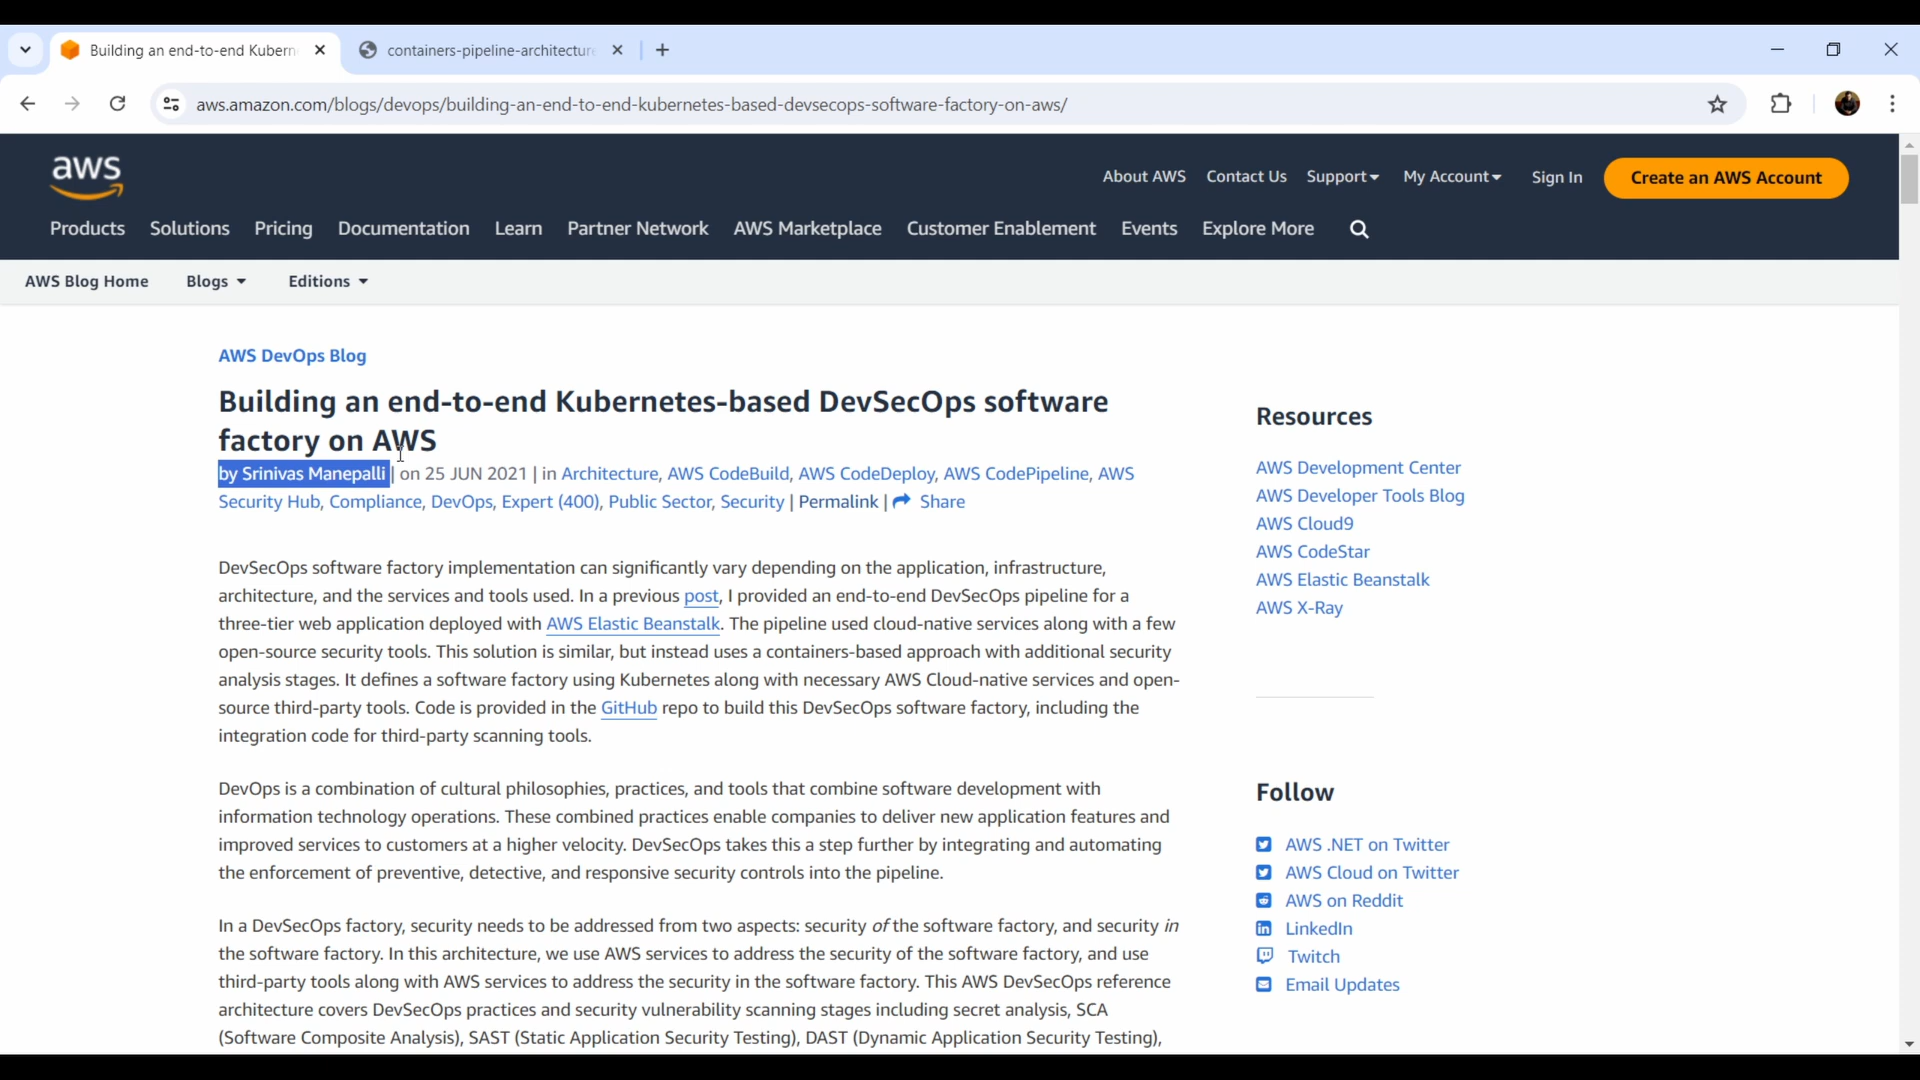 Building an end-to-end Kubern
containers-pipeline-architecture
aws.amazon.com/blogs/devops/building-an-end-to-end-kubernetes-based-devsecops-software-factory-on-aws/
aws
About AWS Contact Us Support My Account Sign In Create an AWS Account
Products Solutions Pricing Documentation Learn Partner Network AWS Marketplace Customer Enablement Events Explore More
AWS Blog Home Blogs Editions
AWS DevOps Blog
Building an end-to-end Kubernetes-based DevSecOps software
factory on AWS
by Srinivas Manepalli | on 25 JUN 2021 | in Architecture, AWS CodeBuild, AWS CodeDeploy, AWS CodePipeline, AWS
Security Hub, Compliance, DevOps, Expert (400), Public Sector, Security | Permalink | Share
DevSecOps software factory implementation can significantly vary depending on the application, infrastructure,
architecture, and the services and tools used. In a previous post, I provided an end-to-end DevSecOps pipeline for a
three-tier web application deployed with AWS Elastic Beanstalk. The pipeline used cloud-native services along with a few
open-source security tools. This solution is similar, but instead uses a containers-based approach with additional security
analysis stages. It defines a software factory using Kubernetes along with necessary AWS Cloud-native services and open-
source third-party tools. Code is provided in the GitHub repo to build this DevSecOps software factory, including the
integration code for third-party scanning tools.
DevOps is a combination of cultural philosophies, practices, and tools that combine software development with
information technology operations. These combined practices enable companies to deliver new application features and
improved services to customers at a higher velocity. DevSecOps takes this a step further by integrating and automating
the enforcement of preventive, detective, and responsive security controls into the pipeline.
In a DevSecOps factory, security needs to be addressed from two aspects: security of the software factory, and security in
the software factory. In this architecture, we use AWS services to address the security of the software factory, and use
third-party tools along with AWS services to address the security in the software factory. This AWS DevSecOps reference
architecture covers DevSecOps practices and security vulnerability scanning stages including secret analysis, SCA
(Software Composite Analysis), SAST (Static Application Security Testing), DAST (Dynamic Application Security Testing),
Resources
AWS Development Center
AWS Developer Tools Blog
AWS Cloud9
AWS CodeStar
AWS Elastic Beanstalk
AWS X-Ray
Follow
AWS .NET on Twitter
AWS Cloud on Twitter
AWS on Reddit
LinkedIn
Twitch
Email Updates